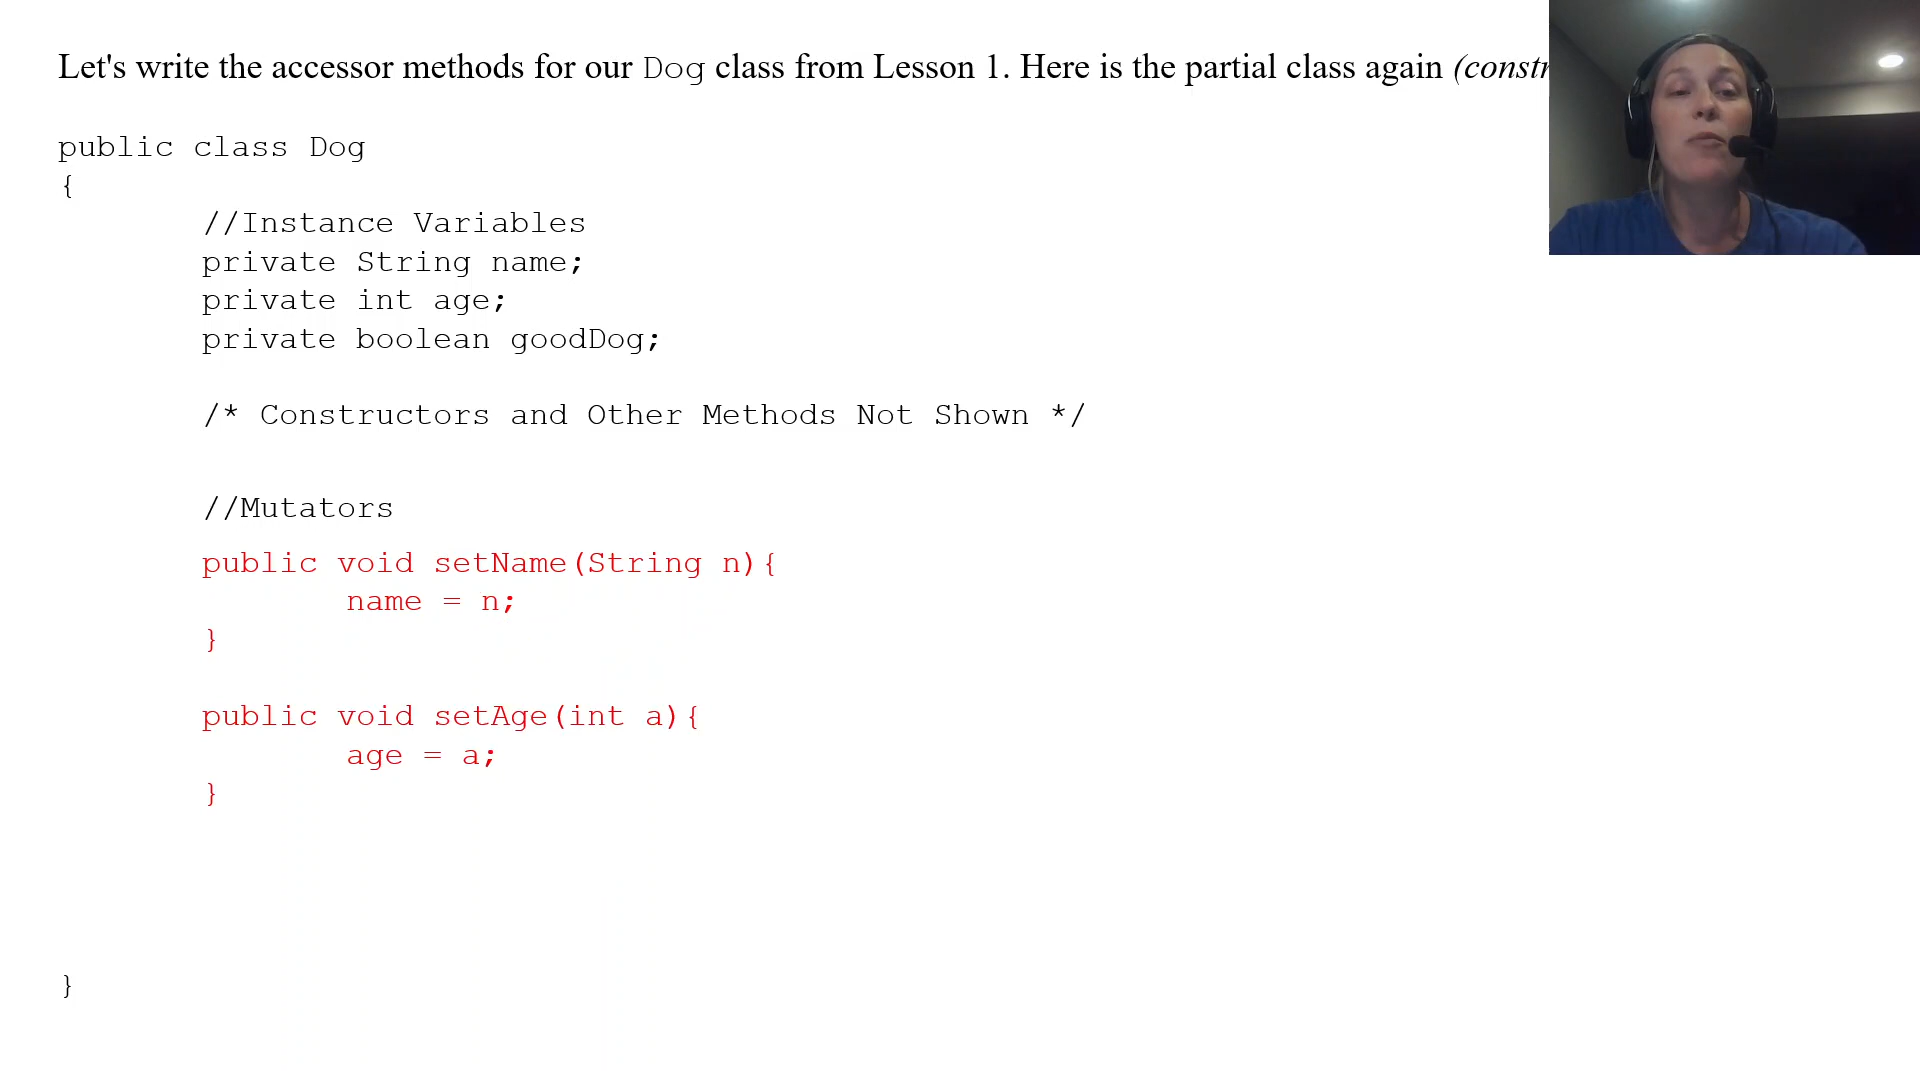 Let's write the accessor methods for our Dog class from Lesson 1. Here is the partial class again
public class Dog
{
//Instance Variables
private String name;
private int age;
private boolean goodDog;
/* Constructors and Other Methods Not Shown */
//Mutators
public void setName(String n){
name = n;
}
public void setAge(int a){
age = a;
}
}